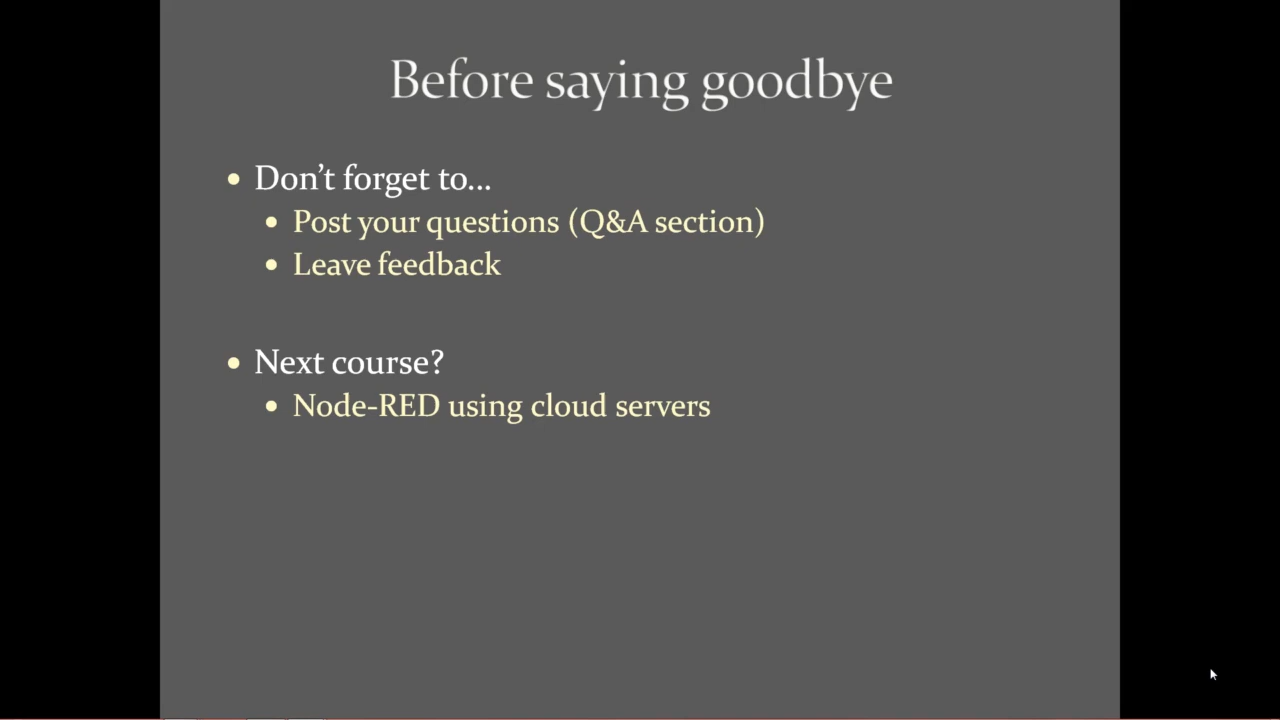 Before saying goodbye
• Don’t forget to...
• Post your questions (Q&A section)
• Leave feedback
• Next course?
• Node-RED using cloud servers